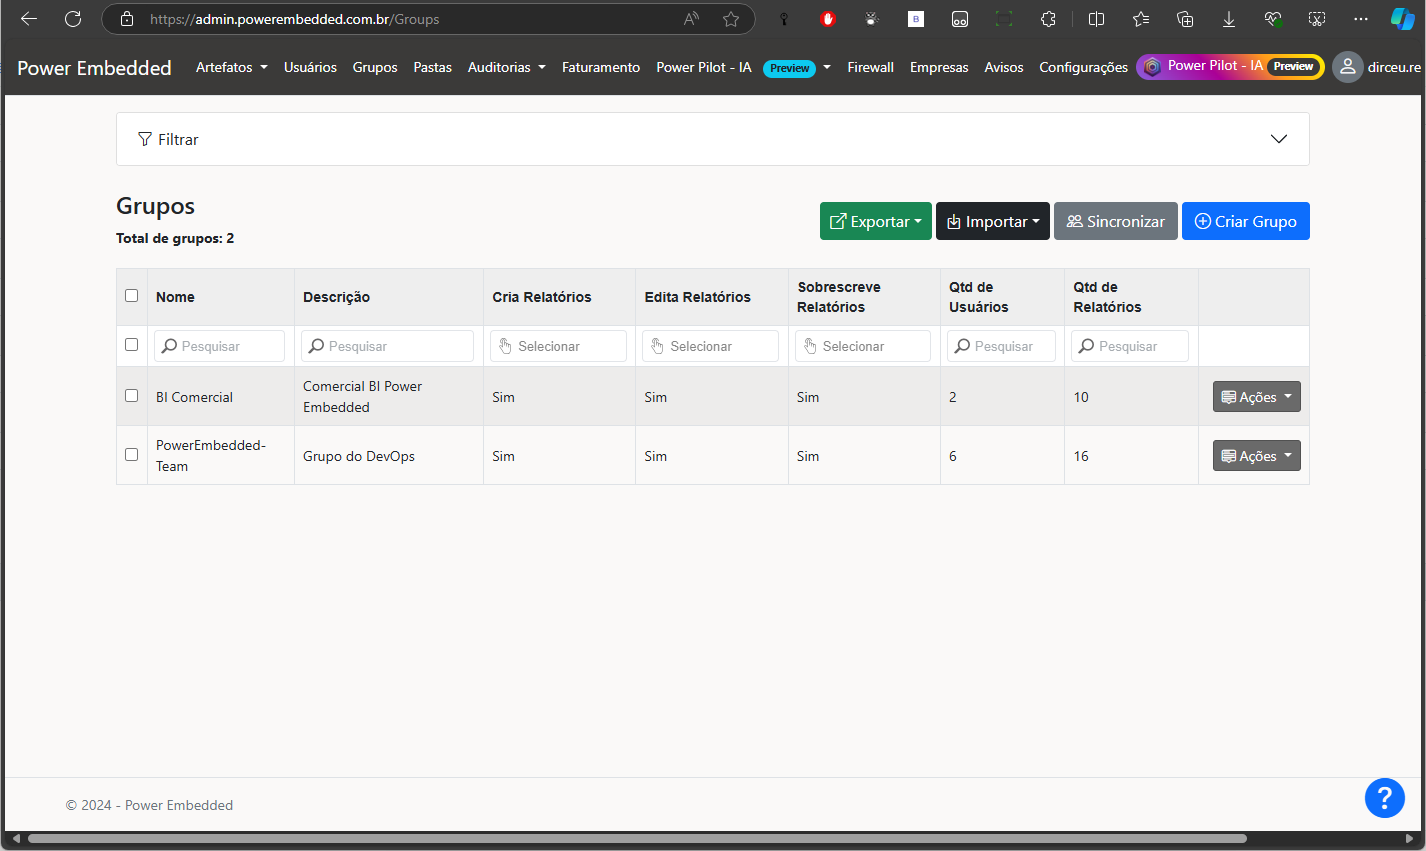 https://admin.powerembedded.com.br/Groups
Power Embedded Artefatos Usuários Grupos Pastas Auditorias Faturamento Power Pilot - IA Preview Firewall Empresas Avisos Configurações Power Pilot - IA Preview dirceu.re
Filtrar
Grupos
Total de grupos: 2
Exportar Importar Sincronizar Criar Grupo
Nome Descrição Cria Relatórios Edita Relatórios Sobrescreve Relatórios Qtd de Usuários Qtd de Relatórios
Pesquisar Pesquisar Selecionar Selecionar Selecionar Pesquisar Pesquisar
BI Comercial Comercial BI Power Embedded Sim Sim Sim 2 10 Ações
PowerEmbedded-Team Grupo do DevOps Sim Sim Sim 6 16 Ações
© 2024 - Power Embedded
?